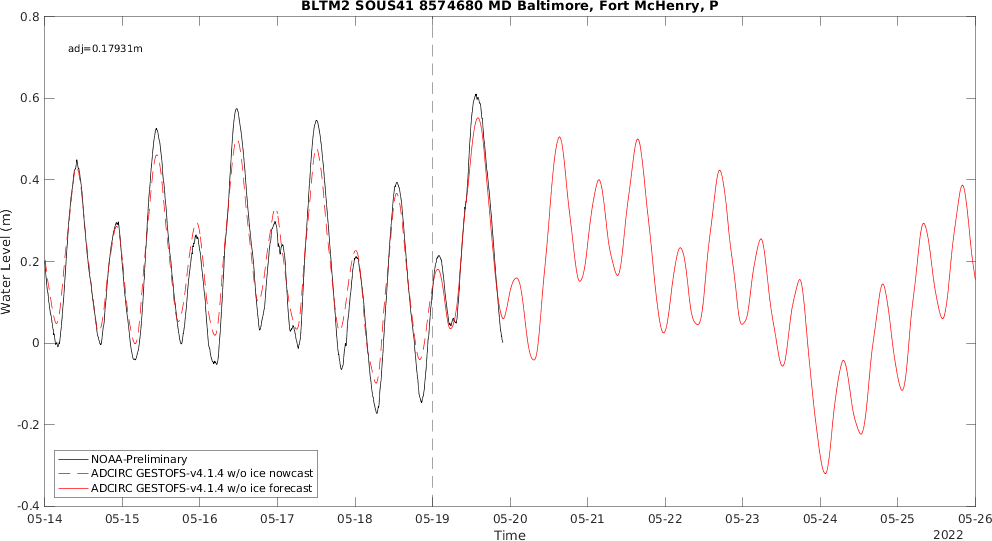 BLTM2 SOUS41 8574680 MD Baltimore, Fort McHenry, P
adj=0.17931m
0.8
0.6
0.4
0.2
0
-0.2
-0.4
Water Level (m)
NOAA-Preliminary
ADCIRC GESTOFS-v4.1.4 w/o ice nowcast
ADCIRC GESTOFS-v4.1.4 w/o ice forecast
05-14 05-15 05-16 05-17 05-18 05-19 05-20 05-21 05-22 05-23 05-24 05-25 05-26
Time
2022